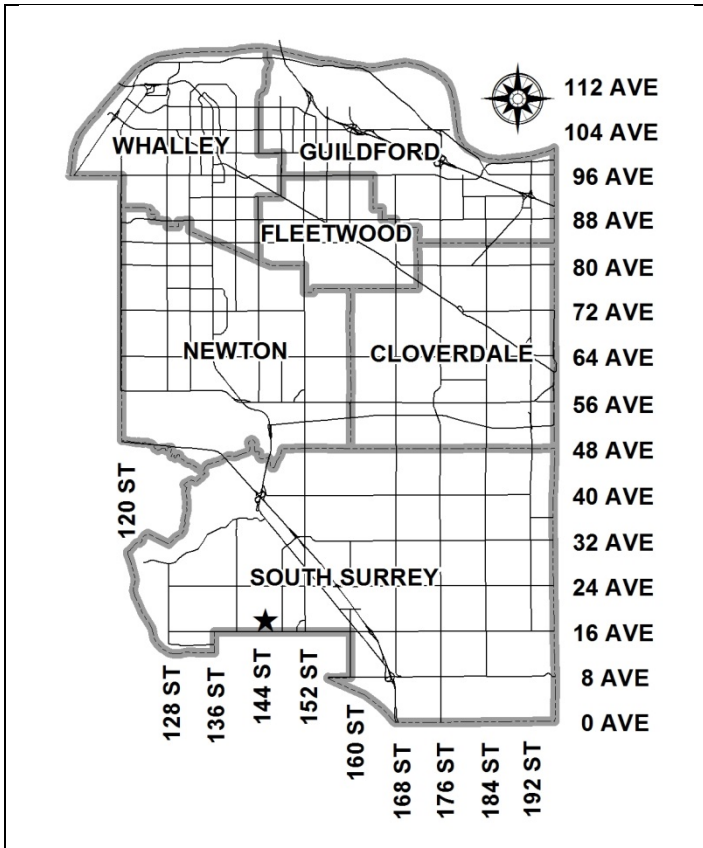 112 AVE
104 AVE
WHALLEY
GUILDFORD
96 AVE
88 AVE
FLEETWOOD
80 AVE
72 AVE
NEWTON
CLOVERDALE
64 AVE
56 AVE
48 AVE
120 ST
40 AVE
32 AVE
SOUTH SURREY
24 AVE
16 AVE
128 ST
136 ST
144 ST
152 ST
160 ST
8 AVE
0 AVE
168 ST
176 ST
184 ST
192 ST